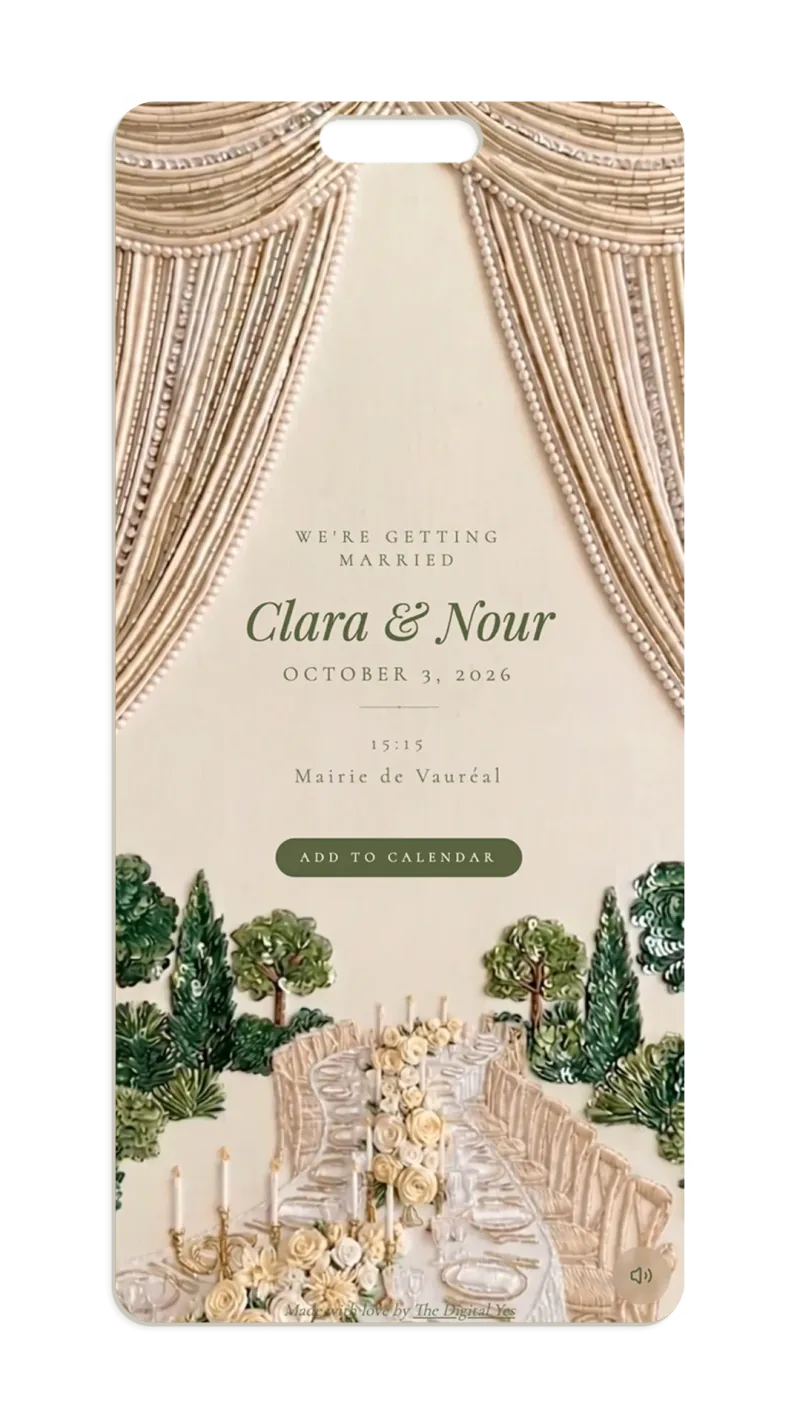 WE'RE GETTING
MARRIED
Clara & Nour
OCTOBER 3, 2026
15:15
Mairie de Vauréal
ADD TO CALENDAR
Made with love by The Digital Yes